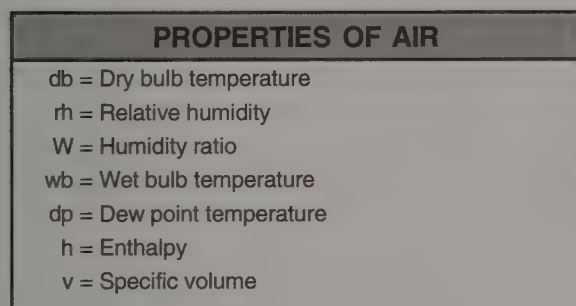 PROPERTIES OF AIR
db = Dry bulb temperature
rh = Relative humidity
W = Humidity ratio
wb = Wet bulb temperature
dp = Dew point temperature
h = Enthalpy
v = Specific volume